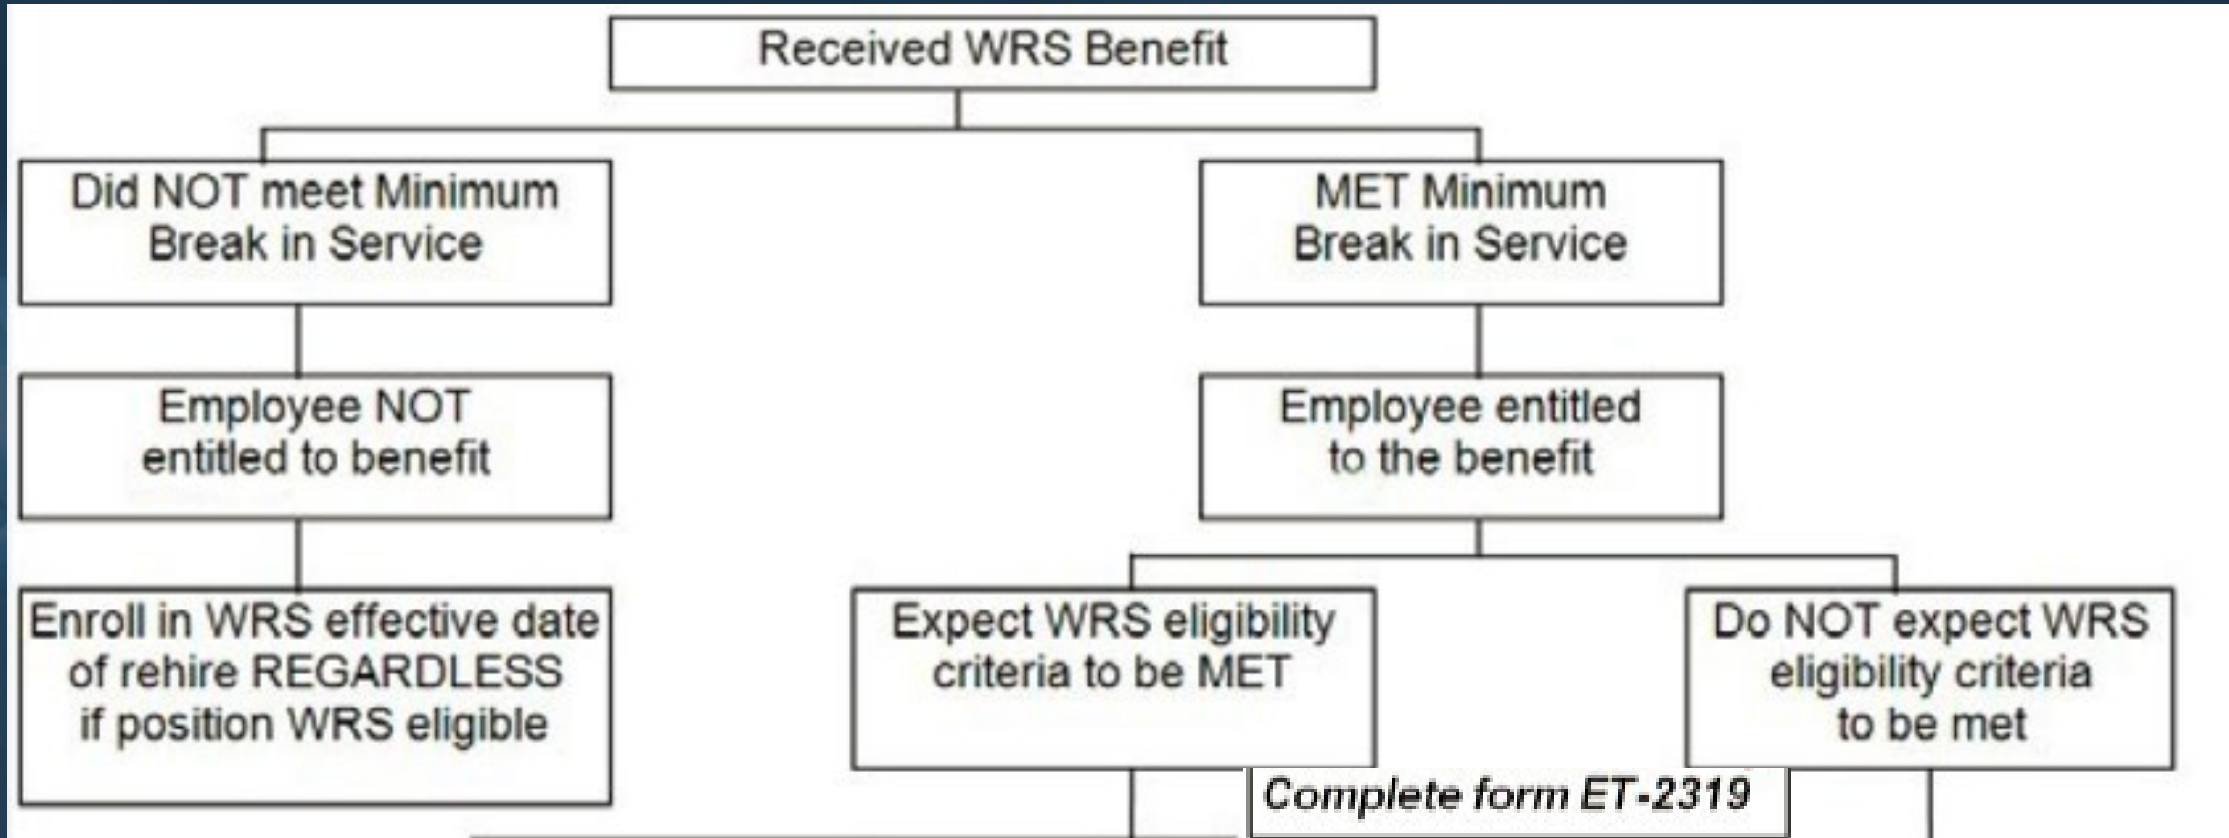 Received WRS Benefit
Did NOT meet Minimum
Break in Service
MET Minimum
Break in Service
Employee NOT
entitled to benefit
Employee entitled
to the benefit
Enroll in WRS effective date
of rehire REGARDLESS
if position WRS eligible
Expect WRS eligibility
criteria to be MET
Do NOT expect WRS
eligibility criteria
to be met
Complete form ET-2319